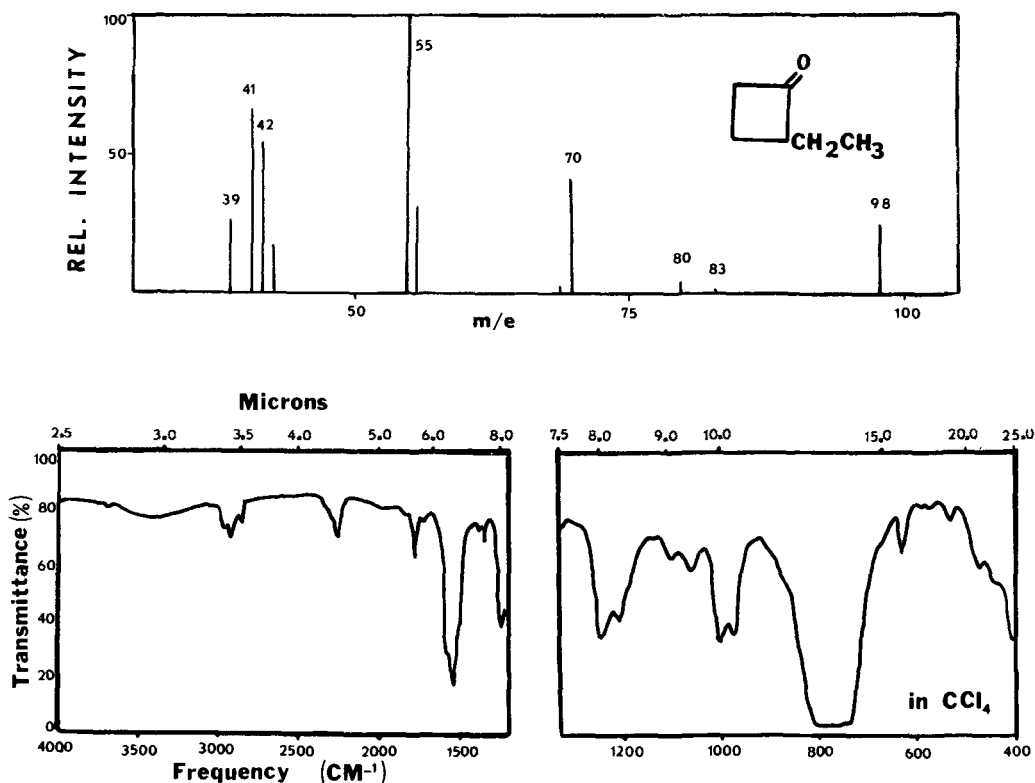 100
50
REL. INTENSITY
39
41
42
55
70
80
83
98
O
CH2CH3
50
75
100
m/e
Microns
2.5 3.0 3.5 4.0 5.0 6.0 8.0
7.5 8.0 9.0 10.0 15.0 20.0 25.0
100
80
60
40
20
0
Transmittance (%)
in CCl4
4000 3500 3000 2500 2000 1500
1200 1000 800 600 400
Frequency (CM-1)